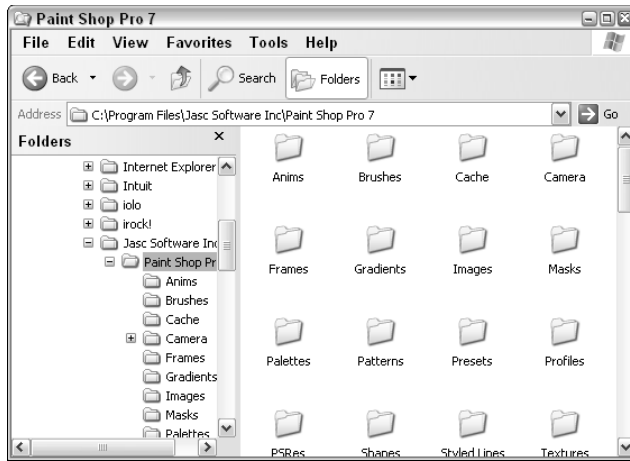 Paint Shop Pro 7
File Edit View Favorites Tools Help
Back Search Folders
Address C:\Program Files\Jasc Software Inc\Paint Shop Pro 7 Go
Folders x
Internet Explorer
Intuit
iolo
irock!
Jasc Software Inc
Paint Shop Pr
Anims
Brushes
Cache
Camera
Frames
Gradients
Images
Masks
Palettes
Anims Brushes Cache Camera
Frames Gradients Images Masks
Palettes Patterns Presets Profiles
PSRes Shapes Styled Lines Textures